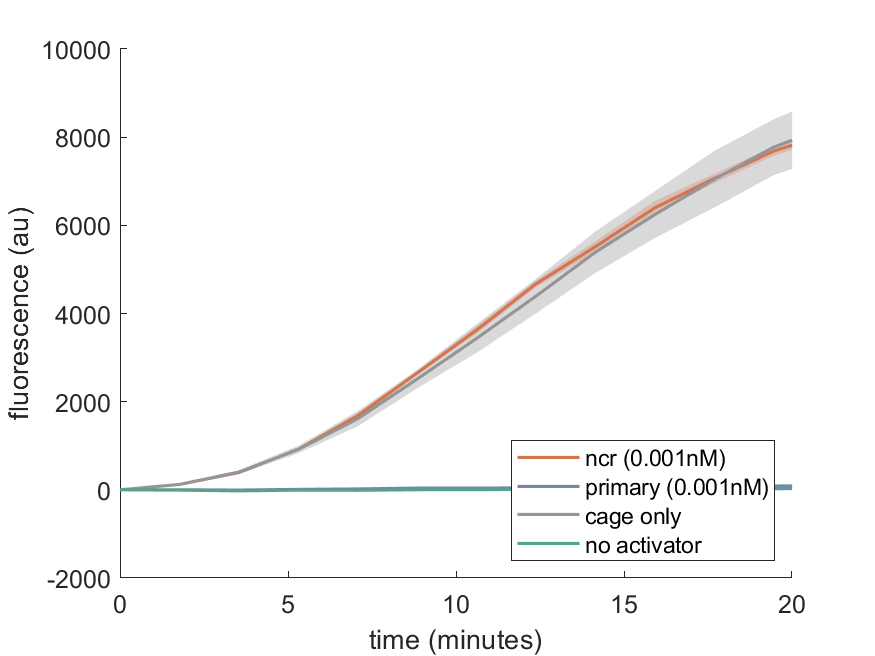 10000
8000
6000
4000
2000
0
-2000
fluorescence (au)
0 5 10 15 20
time (minutes)
ncr (0.001nM)
primary (0.001nM)
cage only
no activator